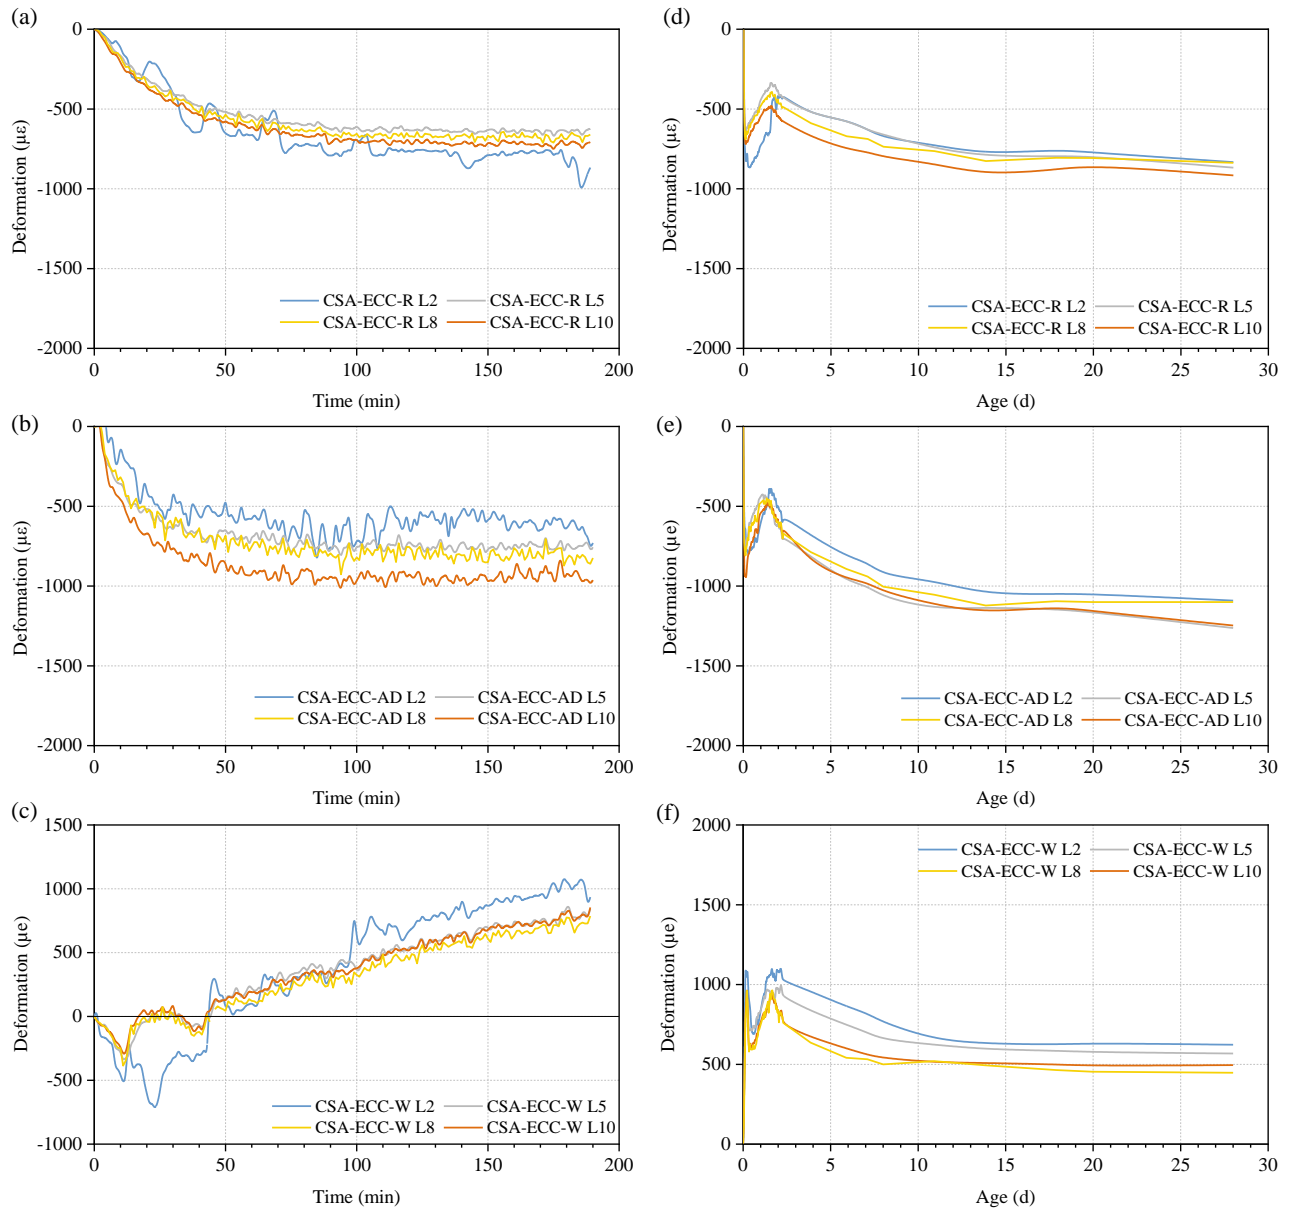 (a)
0
-500
-1000
-1500
-2000
Deformation (µε)
CSA-ECC-R L2 CSA-ECC-R L5
CSA-ECC-R L8 CSA-ECC-R L10
0 50 100 150 200
Time (min)
(d)
0
-500
-1000
-1500
-2000
Deformation (µε)
CSA-ECC-R L2 CSA-ECC-R L5
CSA-ECC-R L8 CSA-ECC-R L10
0 5 10 15 20 25 30
Age (d)
(b)
0
-500
-1000
-1500
-2000
Deformation (µε)
CSA-ECC-AD L2 CSA-ECC-AD L5
CSA-ECC-AD L8 CSA-ECC-AD L10
0 50 100 150 200
Time (min)
(e)
0
-500
-1000
-1500
-2000
Deformation (µe)
CSA-ECC-AD L2 CSA-ECC-AD L5
CSA-ECC-AD L8 CSA-ECC-AD L10
0 5 10 15 20 25 30
Age (d)
(c)
1500
1000
500
0
-500
-1000
Deformation (µe)
CSA-ECC-W L2 CSA-ECC-W L5
CSA-ECC-W L8 CSA-ECC-W L10
0 50 100 150 200
Time (min)
(f)
2000
1500
1000
500
0
Deformation (µe)
CSA-ECC-W L2 CSA-ECC-W L5
CSA-ECC-W L8 CSA-ECC-W L10
0 5 10 15 20 25 30
Age (d)